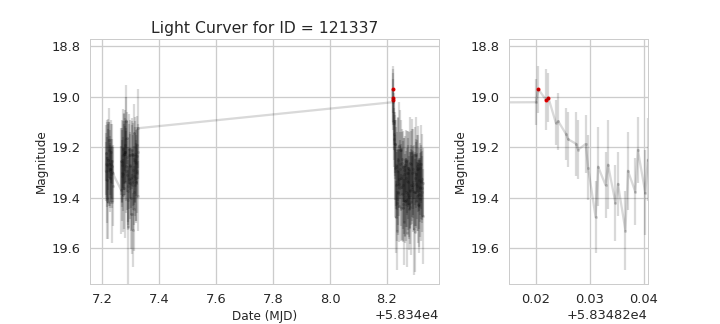 Light Curver for ID = 121337
18.8
19.0
19.2
19.4
19.6
Magnitude
7.2 7.4 7.6 7.8 8.0 8.2
Date (MJD)
+5.834e4
18.8
19.0
19.2
19.4
19.6
Magnitude
0.02 0.03 0.04
+5.83482e4